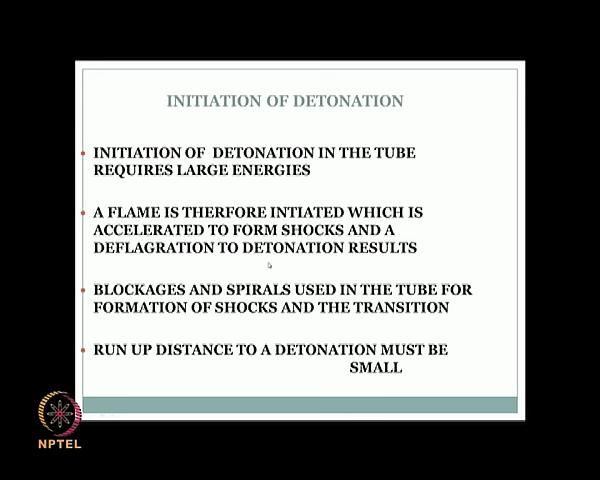 INITIATION OF DETONATION
INITIATION OF DETONATION IN THE TUBE
REQUIRES LARGE ENERGIES
A FLAME IS THERFORE INTIATED WHICH IS
ACCELERATED TO FORM SHOCKS AND A
DEFLAGRATION TO DETONATION RESULTS
BLOCKAGES AND SPIRALS USED IN THE TUBE FOR
FORMATION OF SHOCKS AND THE TRANSITION
RUN UP DISTANCE TO A DETONATION MUST BE
SMALL
NPTEL